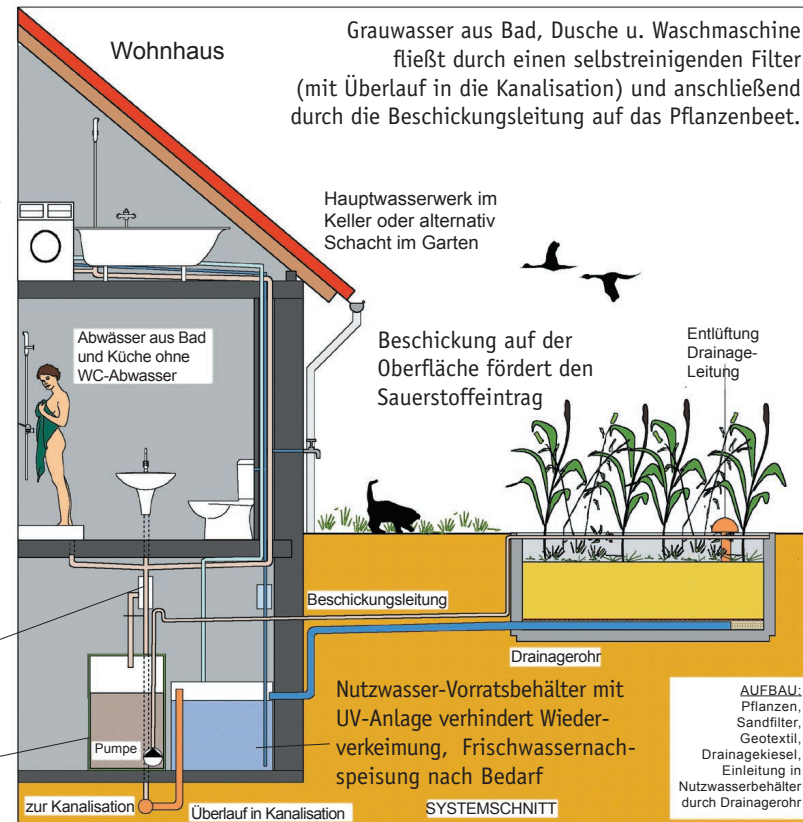 Wohnhaus
Grauwasser aus Bad, Dusche u. Waschmaschine
fließt durch einen selbstreinigenden Filter
(mit Überlauf in die Kanalisation) und anschließend
durch die Beschickungsleitung auf das Pflanzenbeet.
Hauptwasserwerk im
Keller oder alternativ
Schacht im Garten
Abwässer aus Bad
und Küche ohne
WC-Abwasser
Beschickung auf der
Oberfläche fördert den
Sauerstoffeintrag
Entlüftung
Drainage-
Leitung
Beschickungsleitung
Drainagerohr
Nutzwasser-Vorratsbehälter mit
UV-Anlage verhindert Wieder-
verkeimung, Frischwassernach-
speisung nach Bedarf
Pumpe
AUFBAU:
Pflanzen,
Sandfilter,
Geotextil,
Drainagekiesel,
Einleitung in
Nutzwasserbehälter
durch Drainagerohr
zur Kanalisation
Überlauf in Kanalisation
SYSTEMSCHNITT